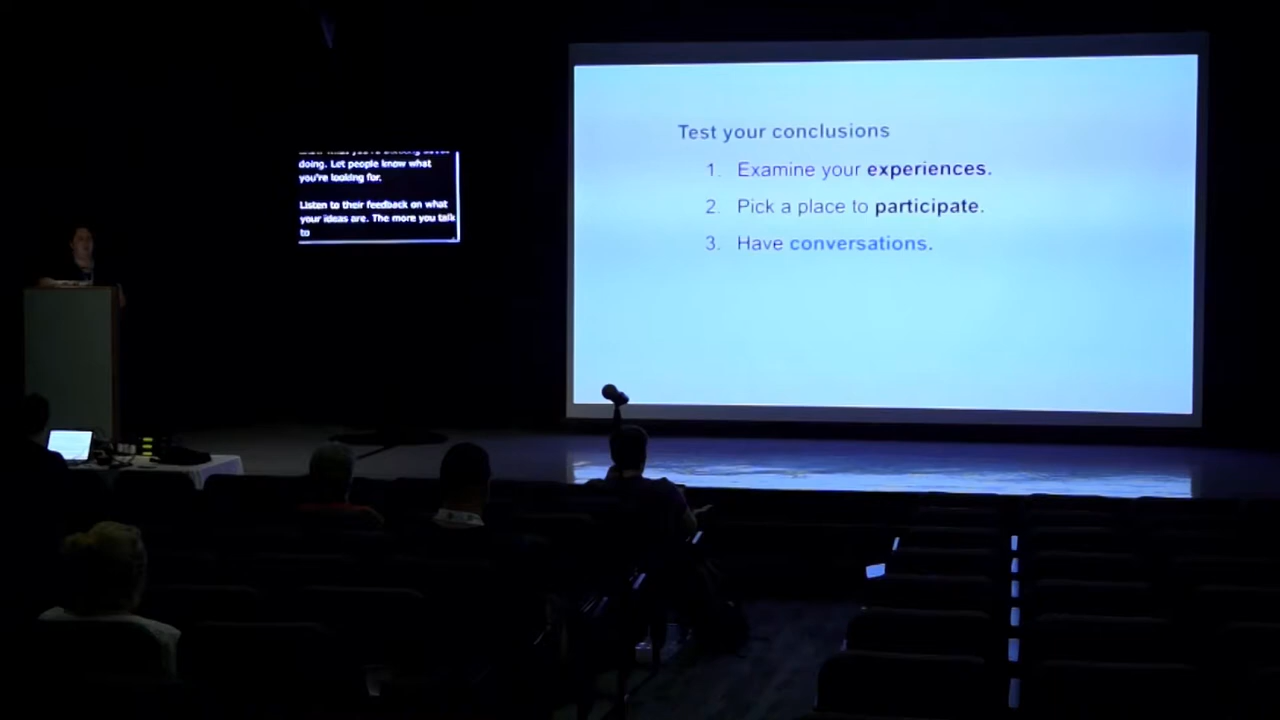 doing. Let people know what
you're looking for.
Listen to their feedback on what
your ideas are. The more you talk
to
Test your conclusions
1. Examine your experiences.
2. Pick a place to participate.
3. Have conversations.